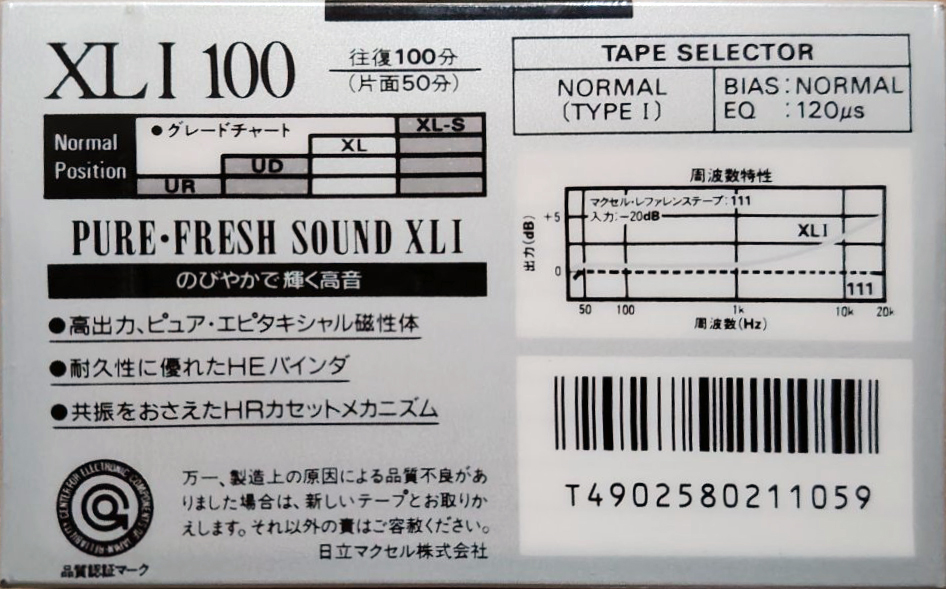 XL I 100
往復100分
(片面50分)
Normal
Position
●グレードチャート
XL-S
XL
UD
UR
PURE・FRESH SOUND XL I
のびやかで輝く高音
●高出力、ピュア・エピタキシャル磁性体
●耐久性に優れたHEバインダ
●共振をおさえたHRカセットメカニズム
CENTER FOR ELECTRONIC COMPONENTS OF JAPAN RELIABILITY
品質認証マーク
万一、製造上の原因による品質不良があ
りました場合は、新しいテープとお取りか
えします。それ以外の責はご容赦ください。
日立マクセル株式会社
TAPE SELECTOR
NORMAL
(TYPE I)
BIAS:NORMAL
EQ :120μs
周波数特性
マクセル・レファレンステープ:111
入力:−20dB
出力(dB)
+5
0
XL I
111
50 100 1k 10k 20k
周波数(Hz)
T4902580211059